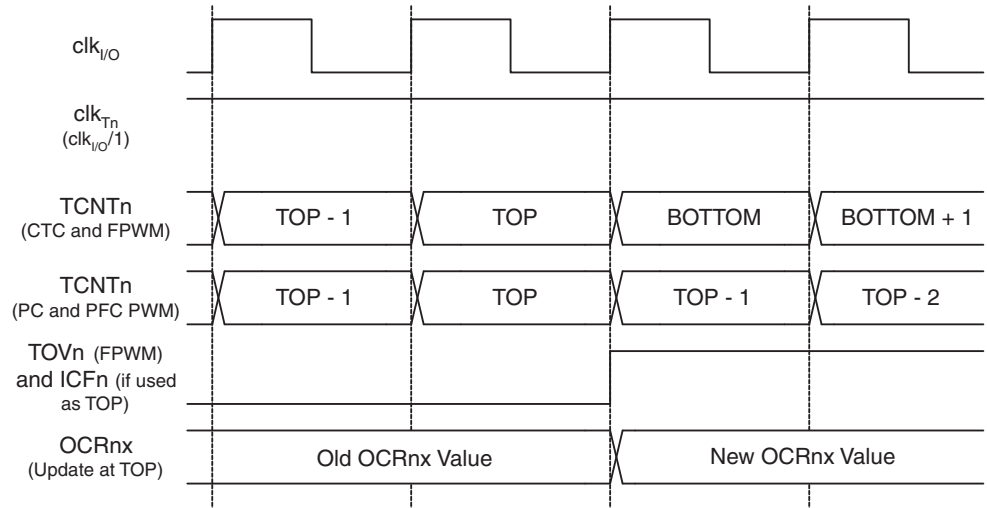 clkI/O
clkTn
(clkI/O/1)
TCNTn
(CTC and FPWM)
TOP - 1
TOP
BOTTOM
BOTTOM + 1
TCNTn
(PC and PFC PWM)
TOP - 1
TOP
TOP - 1
TOP - 2
TOVn (FPWM)
and ICFn (if used
as TOP)
OCRnx
(Update at TOP)
Old OCRnx Value
New OCRnx Value